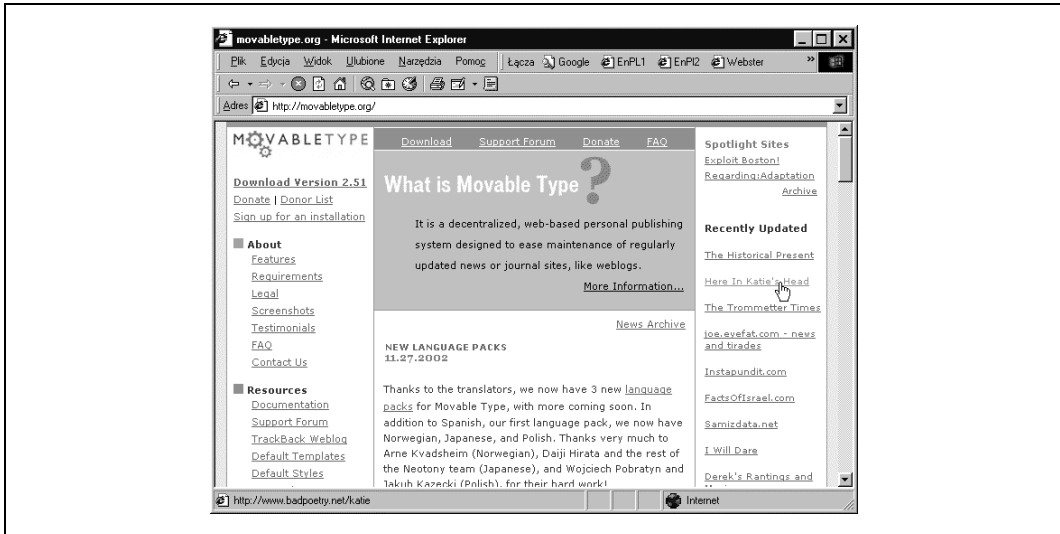 movabletype.org - Microsoft Internet Explorer
Plik Edycja Widok Ulubione Narzędzia Pomoc Łącza Google EnPL1 EnPl2 Webster »
Adres http://movabletype.org/
MOVABLETYPE
Download Version 2.51
Donate | Donor List
Sign up for an installation
About
Features
Requirements
Legal
Screenshots
Testimonials
FAQ
Contact Us
Resources
Documentation
Support Forum
TrackBack Weblog
Default Templates
Default Styles
Download Support Forum Donate FAQ
What is Movable Type ?
It is a decentralized, web-based personal publishing
system designed to ease maintenance of regularly
updated news or journal sites, like weblogs.
More Information...
News Archive
NEW LANGUAGE PACKS
11.27.2002
Thanks to the translators, we now have 3 new language
packs for Movable Type, with more coming soon. In
addition to Spanish, our first language pack, we now have
Norwegian, Japanese, and Polish. Thanks very much to
Arne Kvadsheim (Norwegian), Daiji Hirata and the rest of
the Neotony team (Japanese), and Wojciech Pobratyn and
Jakub Kazecki (Polish), for their hard work!
Spotlight Sites
Exploit Boston!
Regarding:Adaptation
Archive
Recently Updated
The Historical Present
Here In Katie's Head
The Trommetter Times
joe.eyefat.com - news
and tirades
Instapundit.com
FactsOfIsrael.com
Samizdata.net
I Will Dare
Derek's Rantings and
http://www.badpoetry.net/katie
Internet